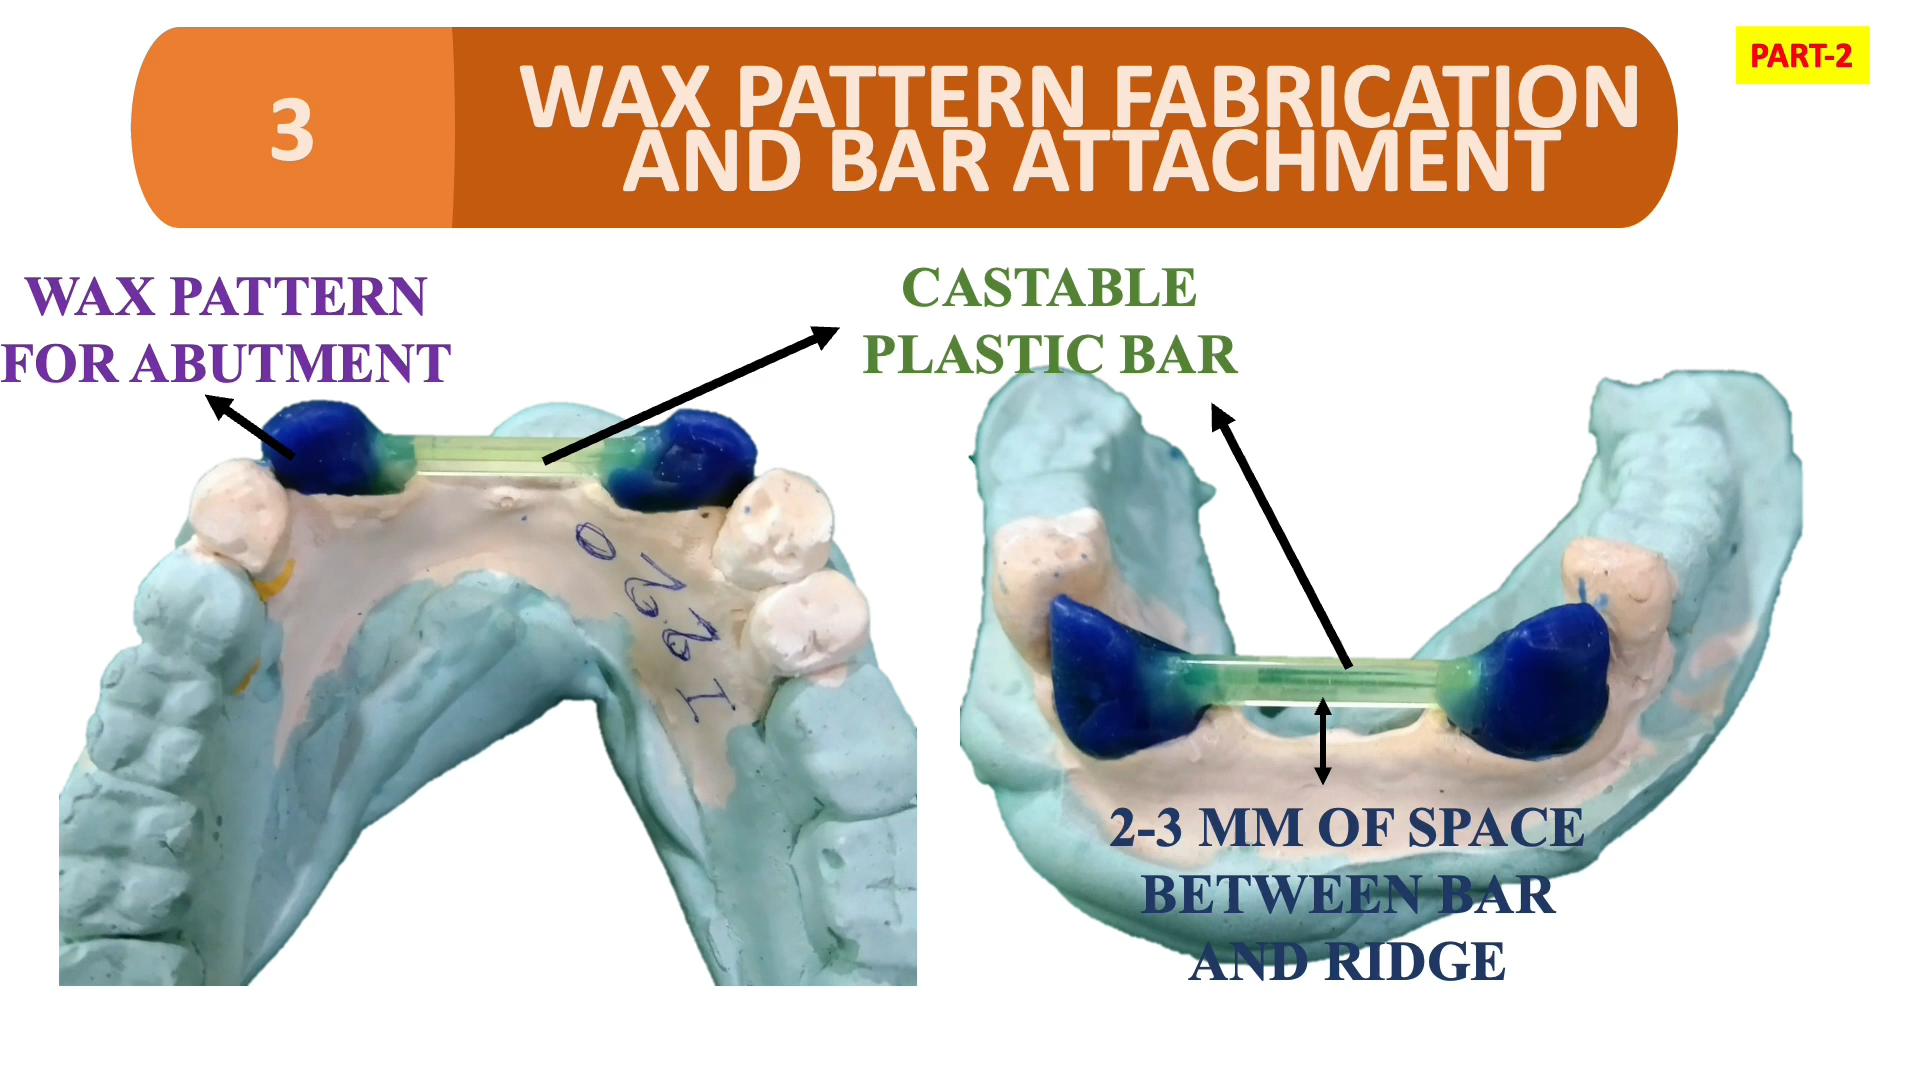 3
WAX PATTERN FABRICATION
AND BAR ATTACHMENT
PART-2
WAX PATTERN
FOR ABUTMENT
CASTABLE
PLASTIC BAR
2-3 MM OF SPACE
BETWEEN BAR
AND RIDGE